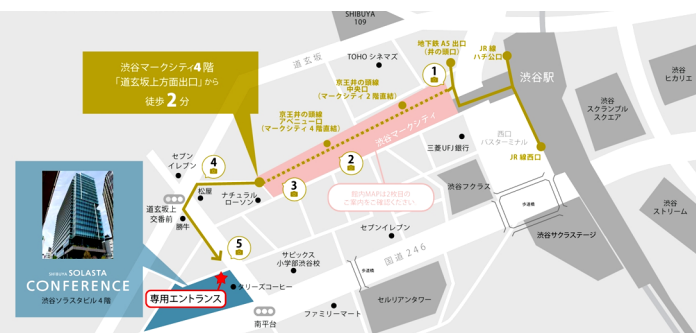 SHIBUYA
109
道玄坂
TOHO シネマズ
地下鉄 A5 出口
(井の頭口)
JR 線
ハチ公口
渋谷駅
渋谷
ヒカリエ
渋谷マークシティ4階
「道玄坂上方面出口」から
徒歩 2 分
1
京王井の頭線
中央口
(マークシティ 2 階直結)
京王井の頭線
アベニュー口
(マークシティ 4 階直結)
渋谷マークシティ
渋谷
スクランブル
スクエア
西口
バスターミナル
三菱UFJ 銀行
JR 線西口
セブン
イレブン
4
2
3
松屋
ナチュラル
ローソン
館内MAPは2枚目の
ご案内をご確認ください
渋谷フクラス
歩道橋
渋谷
ストリーム
道玄坂上
交番前
勝牛
5
セブンイレブン
渋谷サクラステージ
サピックス
小学部渋谷校
国道 246
歩道橋
SHIBUYA SOLASTA
CONFERENCE
渋谷ソラスタビル 4 階
専用エントランス
タリーズコーヒー
南平台
ファミリーマート
セルリアンタワー